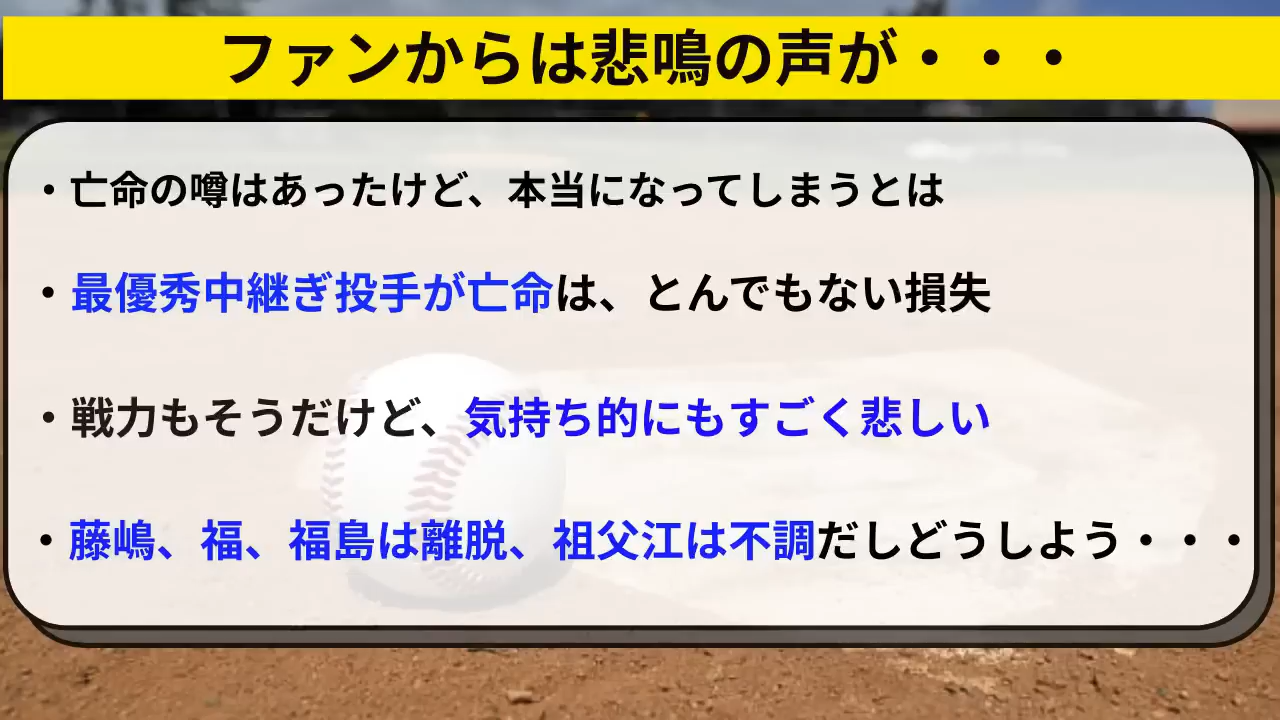 ファンからは悲鳴の声が・・・
・亡命の噂はあったけど、本当になってしまうとは
・最優秀中継ぎ投手が亡命は、とんでもない損失
・戦力もそうだけど、気持ち的にもすごく悲しい
・藤嶋、福、福島は離脱、祖父江は不調だしどうしよう・・・